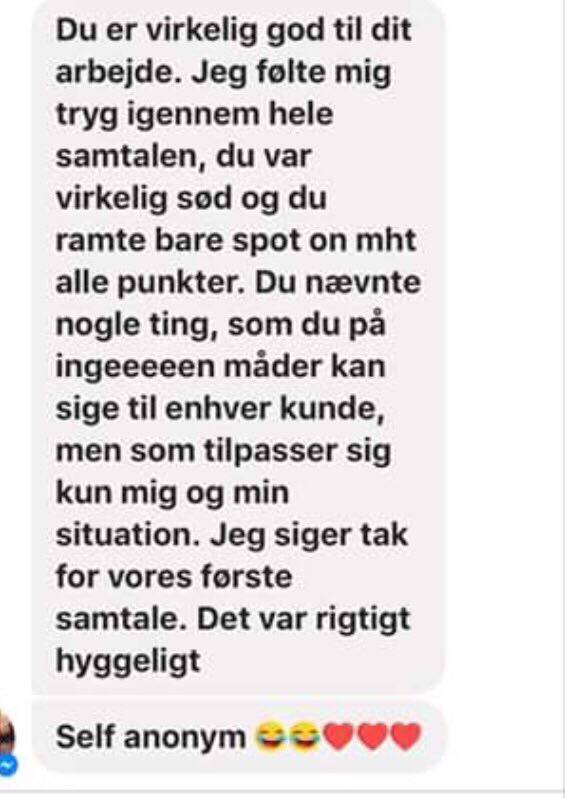 Du er virkelig god til dit
arbejde. Jeg følte mig
tryg igennem hele
samtalen, du var
virkelig sød og du
ramte bare spot on mht
alle punkter. Du nævnte
nogle ting, som du på
ingeeeeen måder kan
sige til enhver kunde,
men som tilpasser sig
kun mig og min
situation. Jeg siger tak
for vores første
samtale. Det var rigtigt
hyggeligt
Self anonym 😂😂❤️❤️❤️